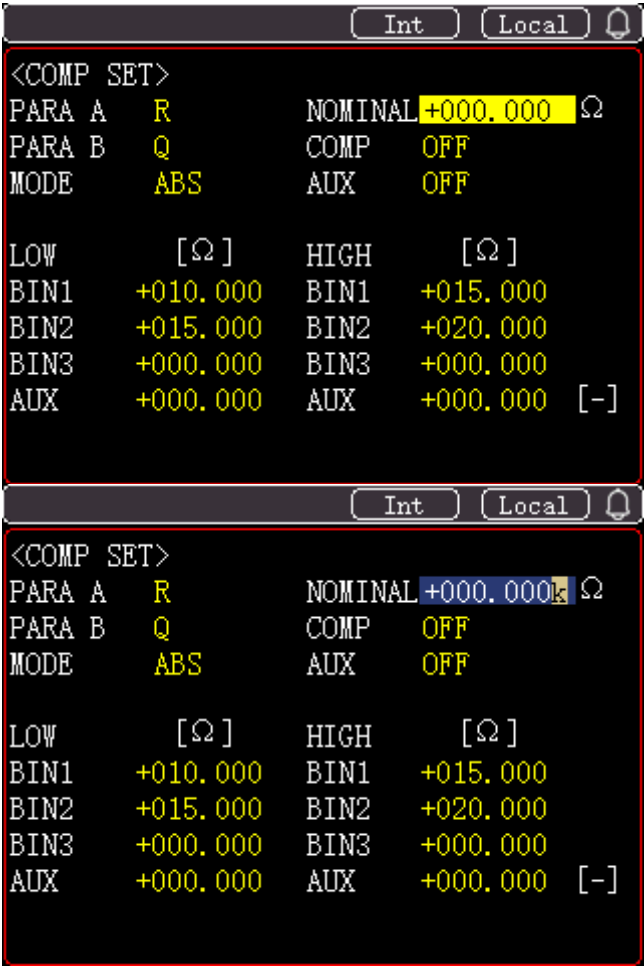 Int Local
<COMP SET>
PARA A R NOMINAL +000.000 Ω
PARA B Q COMP OFF
MODE ABS AUX OFF
LOW [Ω] HIGH [Ω]
BIN1 +010.000 BIN1 +015.000
BIN2 +015.000 BIN2 +020.000
BIN3 +000.000 BIN3 +000.000
AUX +000.000 AUX +000.000 [-]
Int Local
<COMP SET>
PARA A R NOMINAL +000.000k Ω
PARA B Q COMP OFF
MODE ABS AUX OFF
LOW [Ω] HIGH [Ω]
BIN1 +010.000 BIN1 +015.000
BIN2 +015.000 BIN2 +020.000
BIN3 +000.000 BIN3 +000.000
AUX +000.000 AUX +000.000 [-]